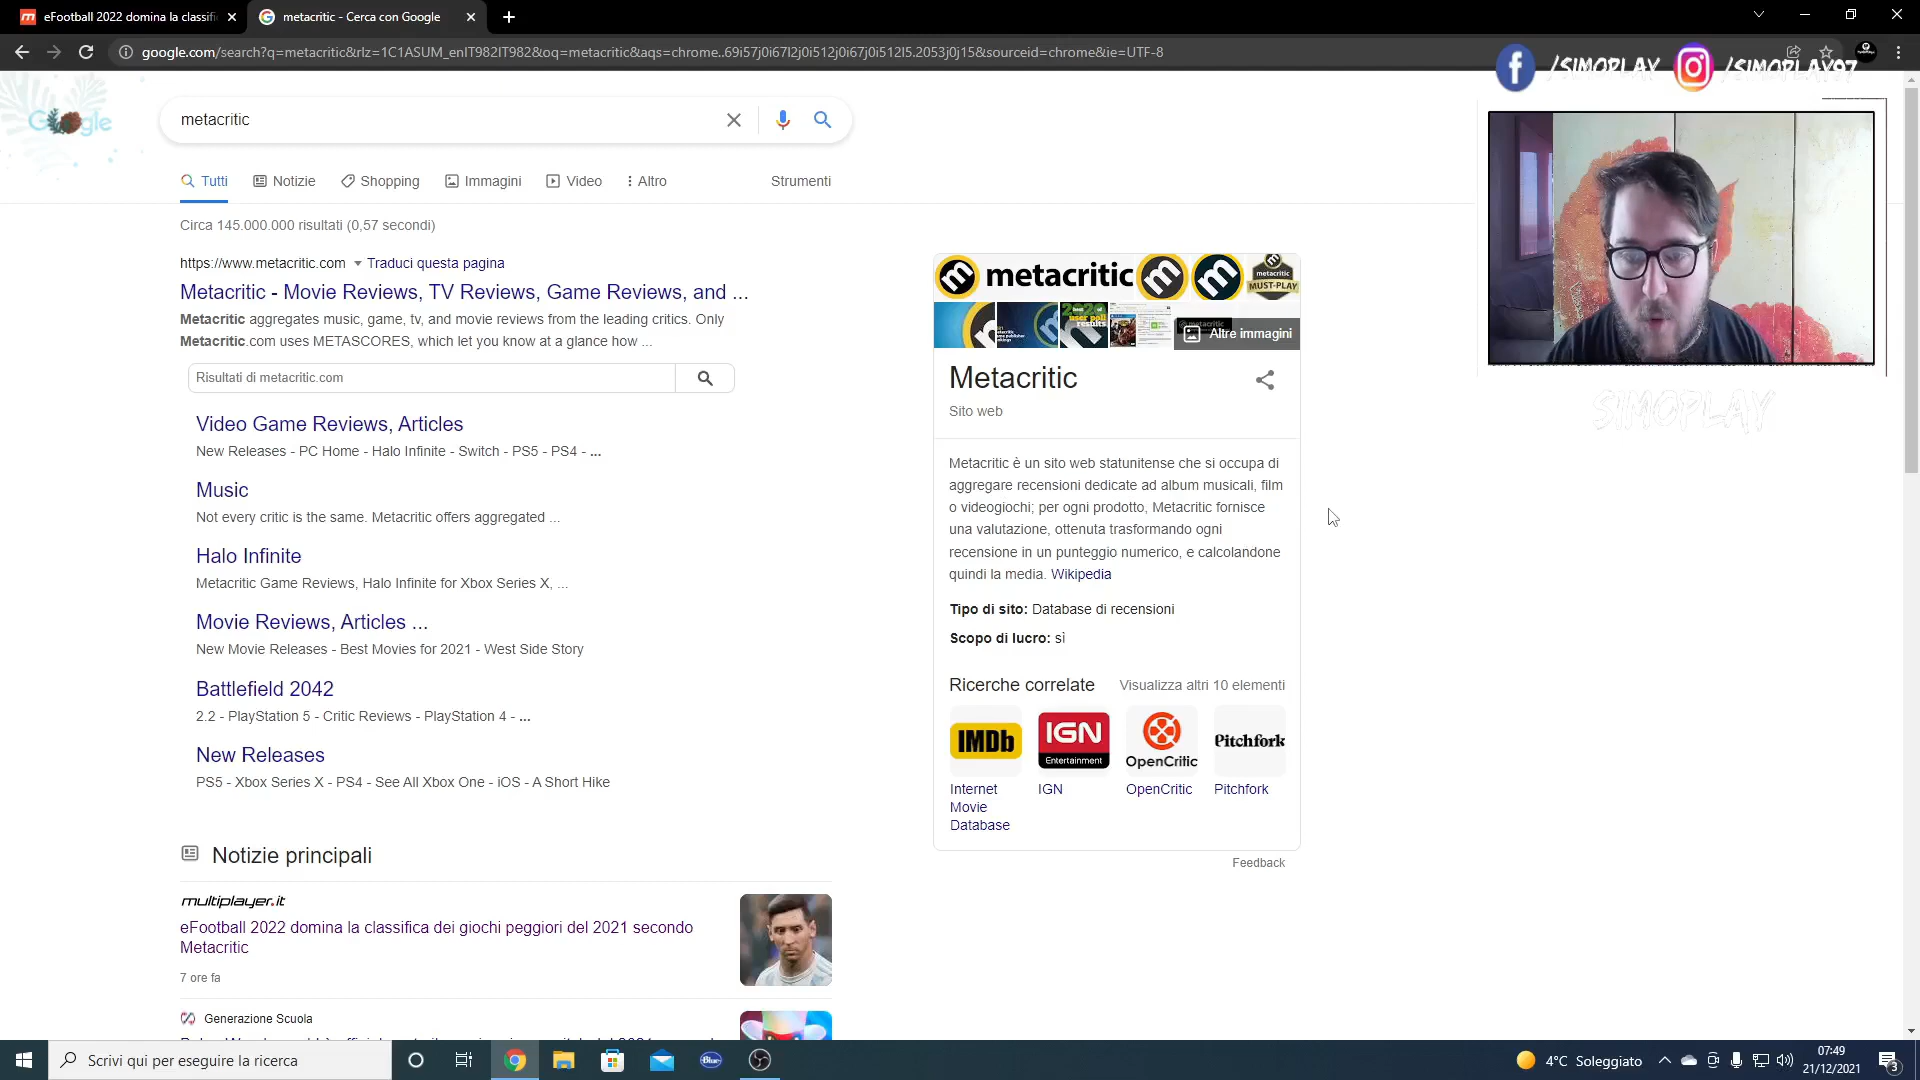 eFootball 2022 domina la classifi
metacritic - Cerca con Google
google.com/search?q=metacritic&rlz=1C1ASUM_enIT982IT982&oq=metacritic&aqs=chrome..69i57j0i67l2j0i512j0i67j0i512l5.2053j0j15&sourceid=chrome&ie=UTF-8
/SIMOPLAY
/SIMOPLAY97
Google
metacritic
Tutti
Notizie
Shopping
Immagini
Video
Altro
Strumenti
Circa 145.000.000 risultati (0,57 secondi)
https://www.metacritic.com
Traduci questa pagina
Metacritic - Movie Reviews, TV Reviews, Game Reviews, and ...
Metacritic aggregates music, game, tv, and movie reviews from the leading critics. Only
Metacritic.com uses METASCORES, which let you know at a glance how ...
Risultati di metacritic.com
Video Game Reviews, Articles
New Releases - PC Home - Halo Infinite - Switch - PS5 - PS4 - ...
Music
Not every critic is the same. Metacritic offers aggregated ...
Halo Infinite
Metacritic Game Reviews, Halo Infinite for Xbox Series X, ...
Movie Reviews, Articles ...
New Movie Releases - Best Movies for 2021 - West Side Story
Battlefield 2042
2.2 - PlayStation 5 - Critic Reviews - PlayStation 4 - ...
New Releases
PS5 - Xbox Series X - PS4 - See All Xbox One - iOS - A Short Hike
Notizie principali
multiplayer.it
eFootball 2022 domina la classifica dei giochi peggiori del 2021 secondo
Metacritic
7 ore fa
Generazione Scuola
metacritic
metacritic
MUST-PLAY
user poll
results
Altre immagini
Metacritic
Sito web
Metacritic è un sito web statunitense che si occupa di
aggregare recensioni dedicate ad album musicali, film
o videogiochi; per ogni prodotto, Metacritic fornisce
una valutazione, ottenuta trasformando ogni
recensione in un punteggio numerico, e calcolandone
quindi la media. Wikipedia
Tipo di sito: Database di recensioni
Scopo di lucro: sì
Ricerche correlate
Visualizza altri 10 elementi
IMDb
IGN
Entertainment
OpenCritic
Pitchfork
Internet
Movie
Database
IGN
OpenCritic
Pitchfork
Feedback
SIMOPLAY
Scrivi qui per eseguire la ricerca
Blue
4°C Soleggiato
07:49
21/12/2021
3